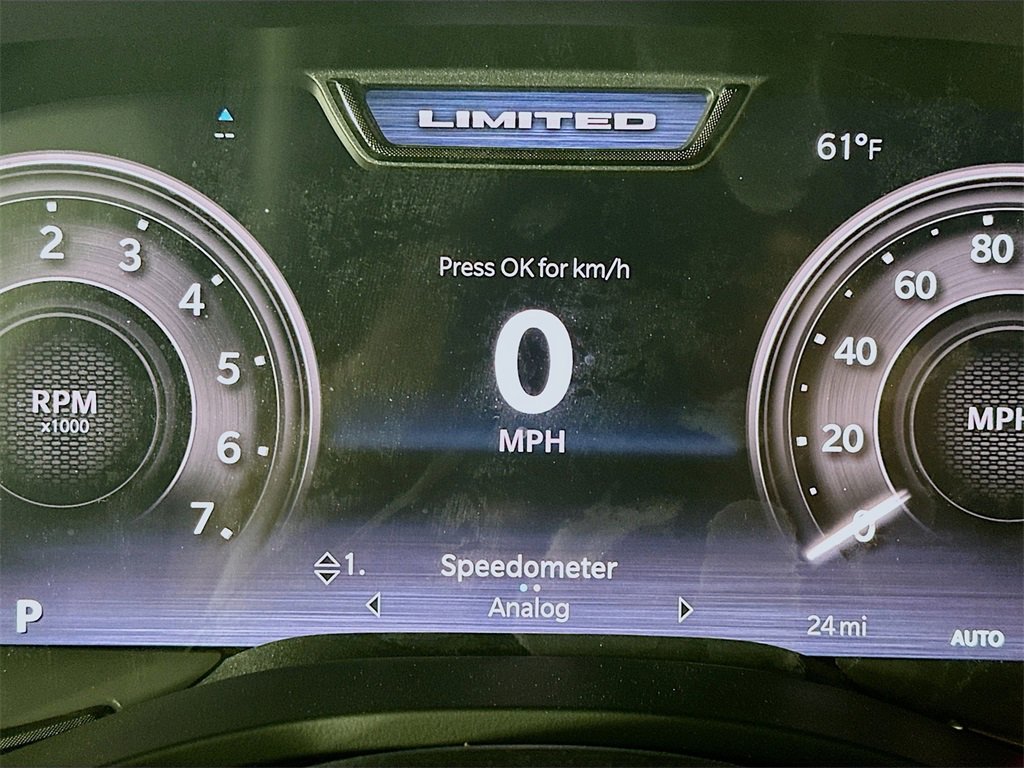 LIMITED
61°F
2
3
4
5
6
7
RPM
x1000
Press OK for km/h
0
MPH
80
60
40
20
0
MPH
1. Speedometer
Analog
P
24 mi
AUTO